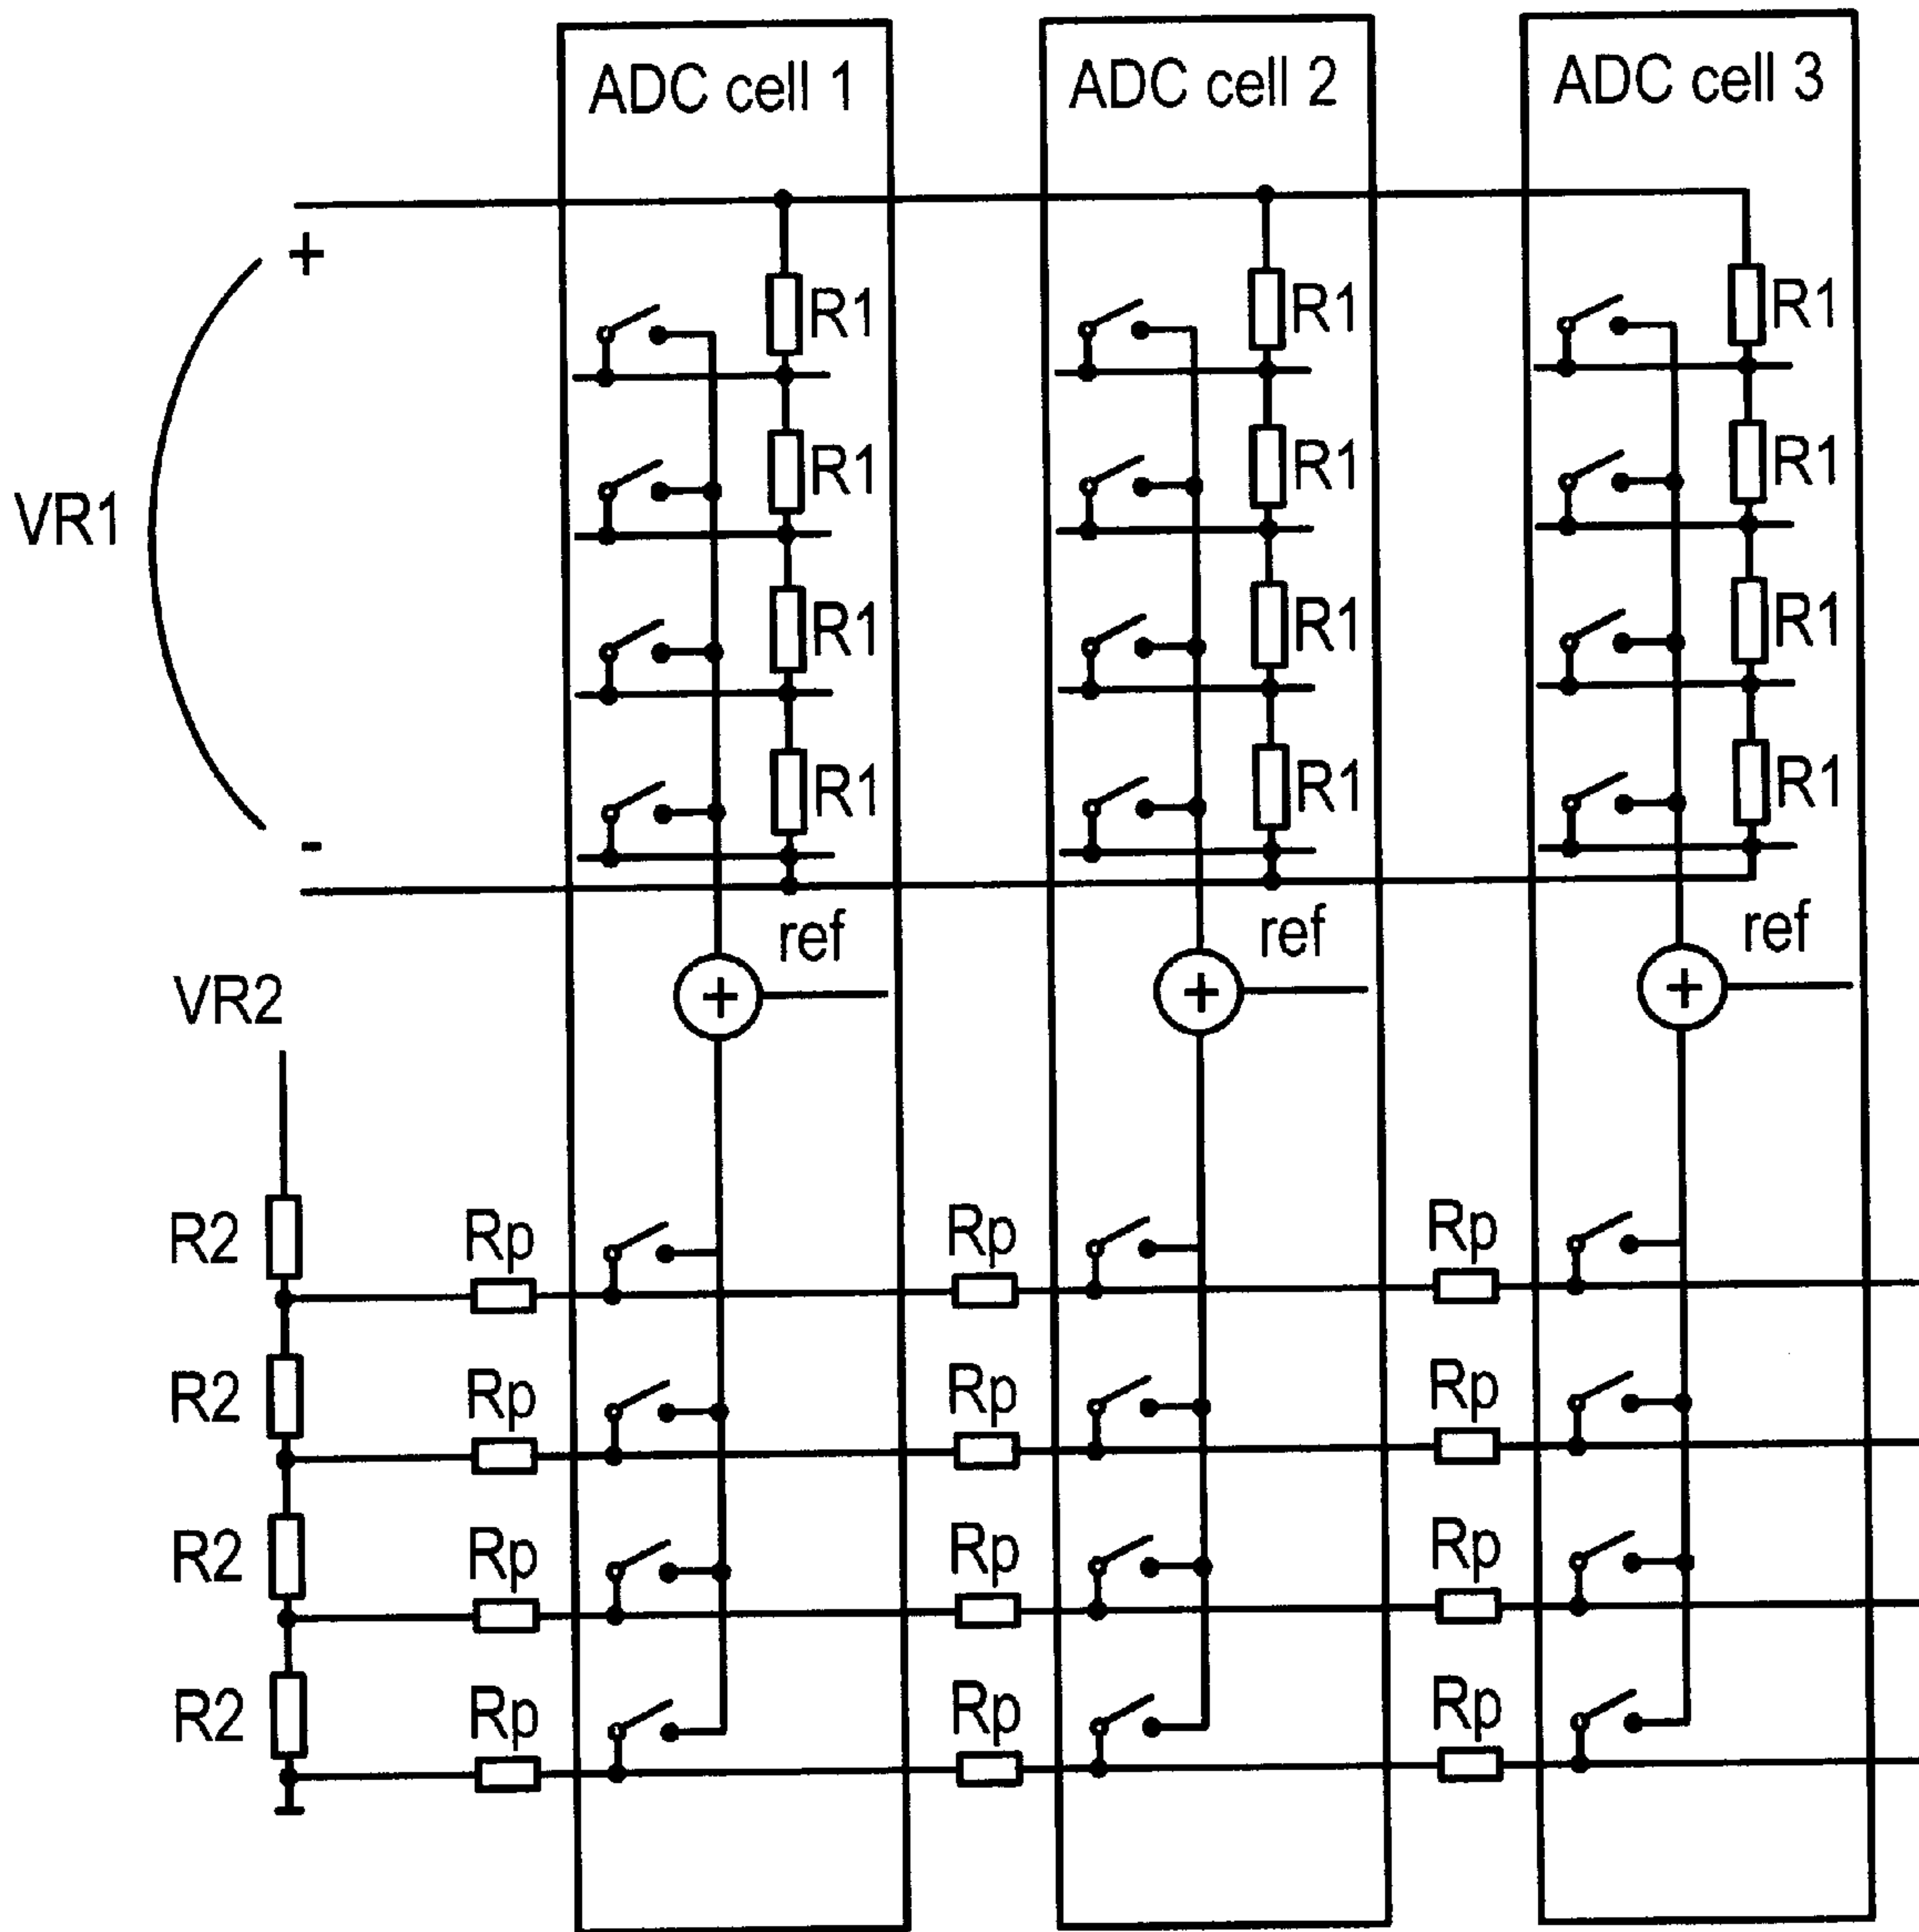 ADC cell 1 ADC cell 2 ADC cell 3
+
R1 R1 R1
R1 R1 R1
VR1
R1 R1 R1
R1 R1 R1
-
ref ref ref
VR2
+ + +
R2 Rp Rp Rp
R2 Rp Rp Rp
R2 Rp Rp Rp
R2 Rp Rp Rp